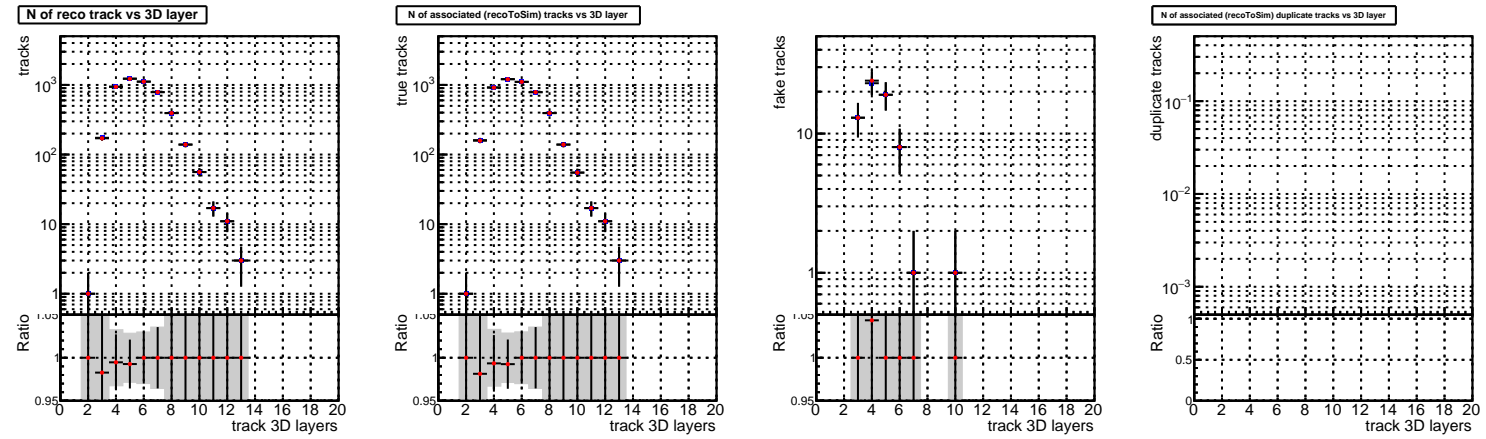 N of reco track vs 3D layer
tracks
10³
10²
10
1
Ratio
1.05
1
0.95
0 2 4 6 8 10 12 14 16 18 20
track 3D layers
N of associated (recoToSim) tracks vs 3D layer
true tracks
10³
10²
10
1
Ratio
1.05
1
0.95
0 2 4 6 8 10 12 14 16 18 20
track 3D layers
fake tracks
10
1
Ratio
1
0.95
0 2 4 6 8 10 12 14 16 18 20
track 3D layers
N of associated (recoToSim) duplicate tracks vs 3D layer
duplicate tracks
10⁻¹
10⁻²
10⁻³
Ratio
1
0.5
0
0 2 4 6 8 10 12 14 16 18 20
track 3D layers